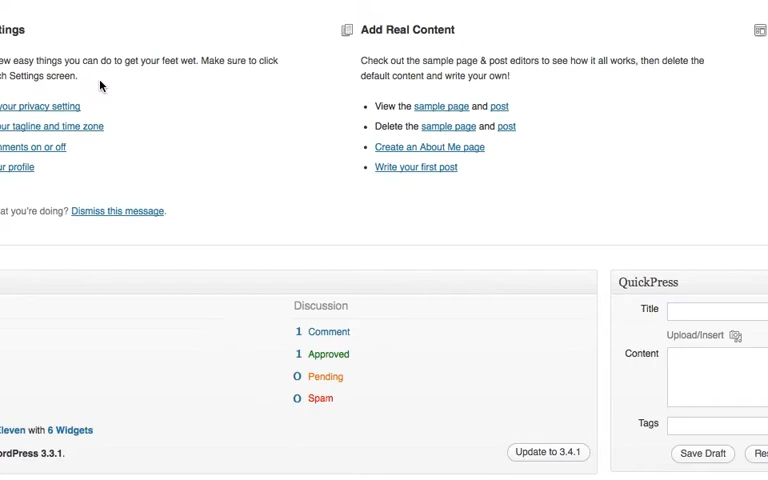 tings
ew easy things you can do to get your feet wet. Make sure to click
ch Settings screen.
your privacy setting
our tagline and time zone
mments on or off
ur profile
at you're doing? Dismiss this message.
Add Real Content
Check out the sample page & post editors to see how it all works, then delete the
default content and write your own!
• View the sample page and post
• Delete the sample page and post
• Create an About Me page
• Write your first post
Discussion
1 Comment
1 Approved
0 Pending
0 Spam
Eleven with 6 Widgets
ordPress 3.3.1.
Update to 3.4.1
QuickPress
Title
Upload/Insert
Content
Tags
Save Draft
Res